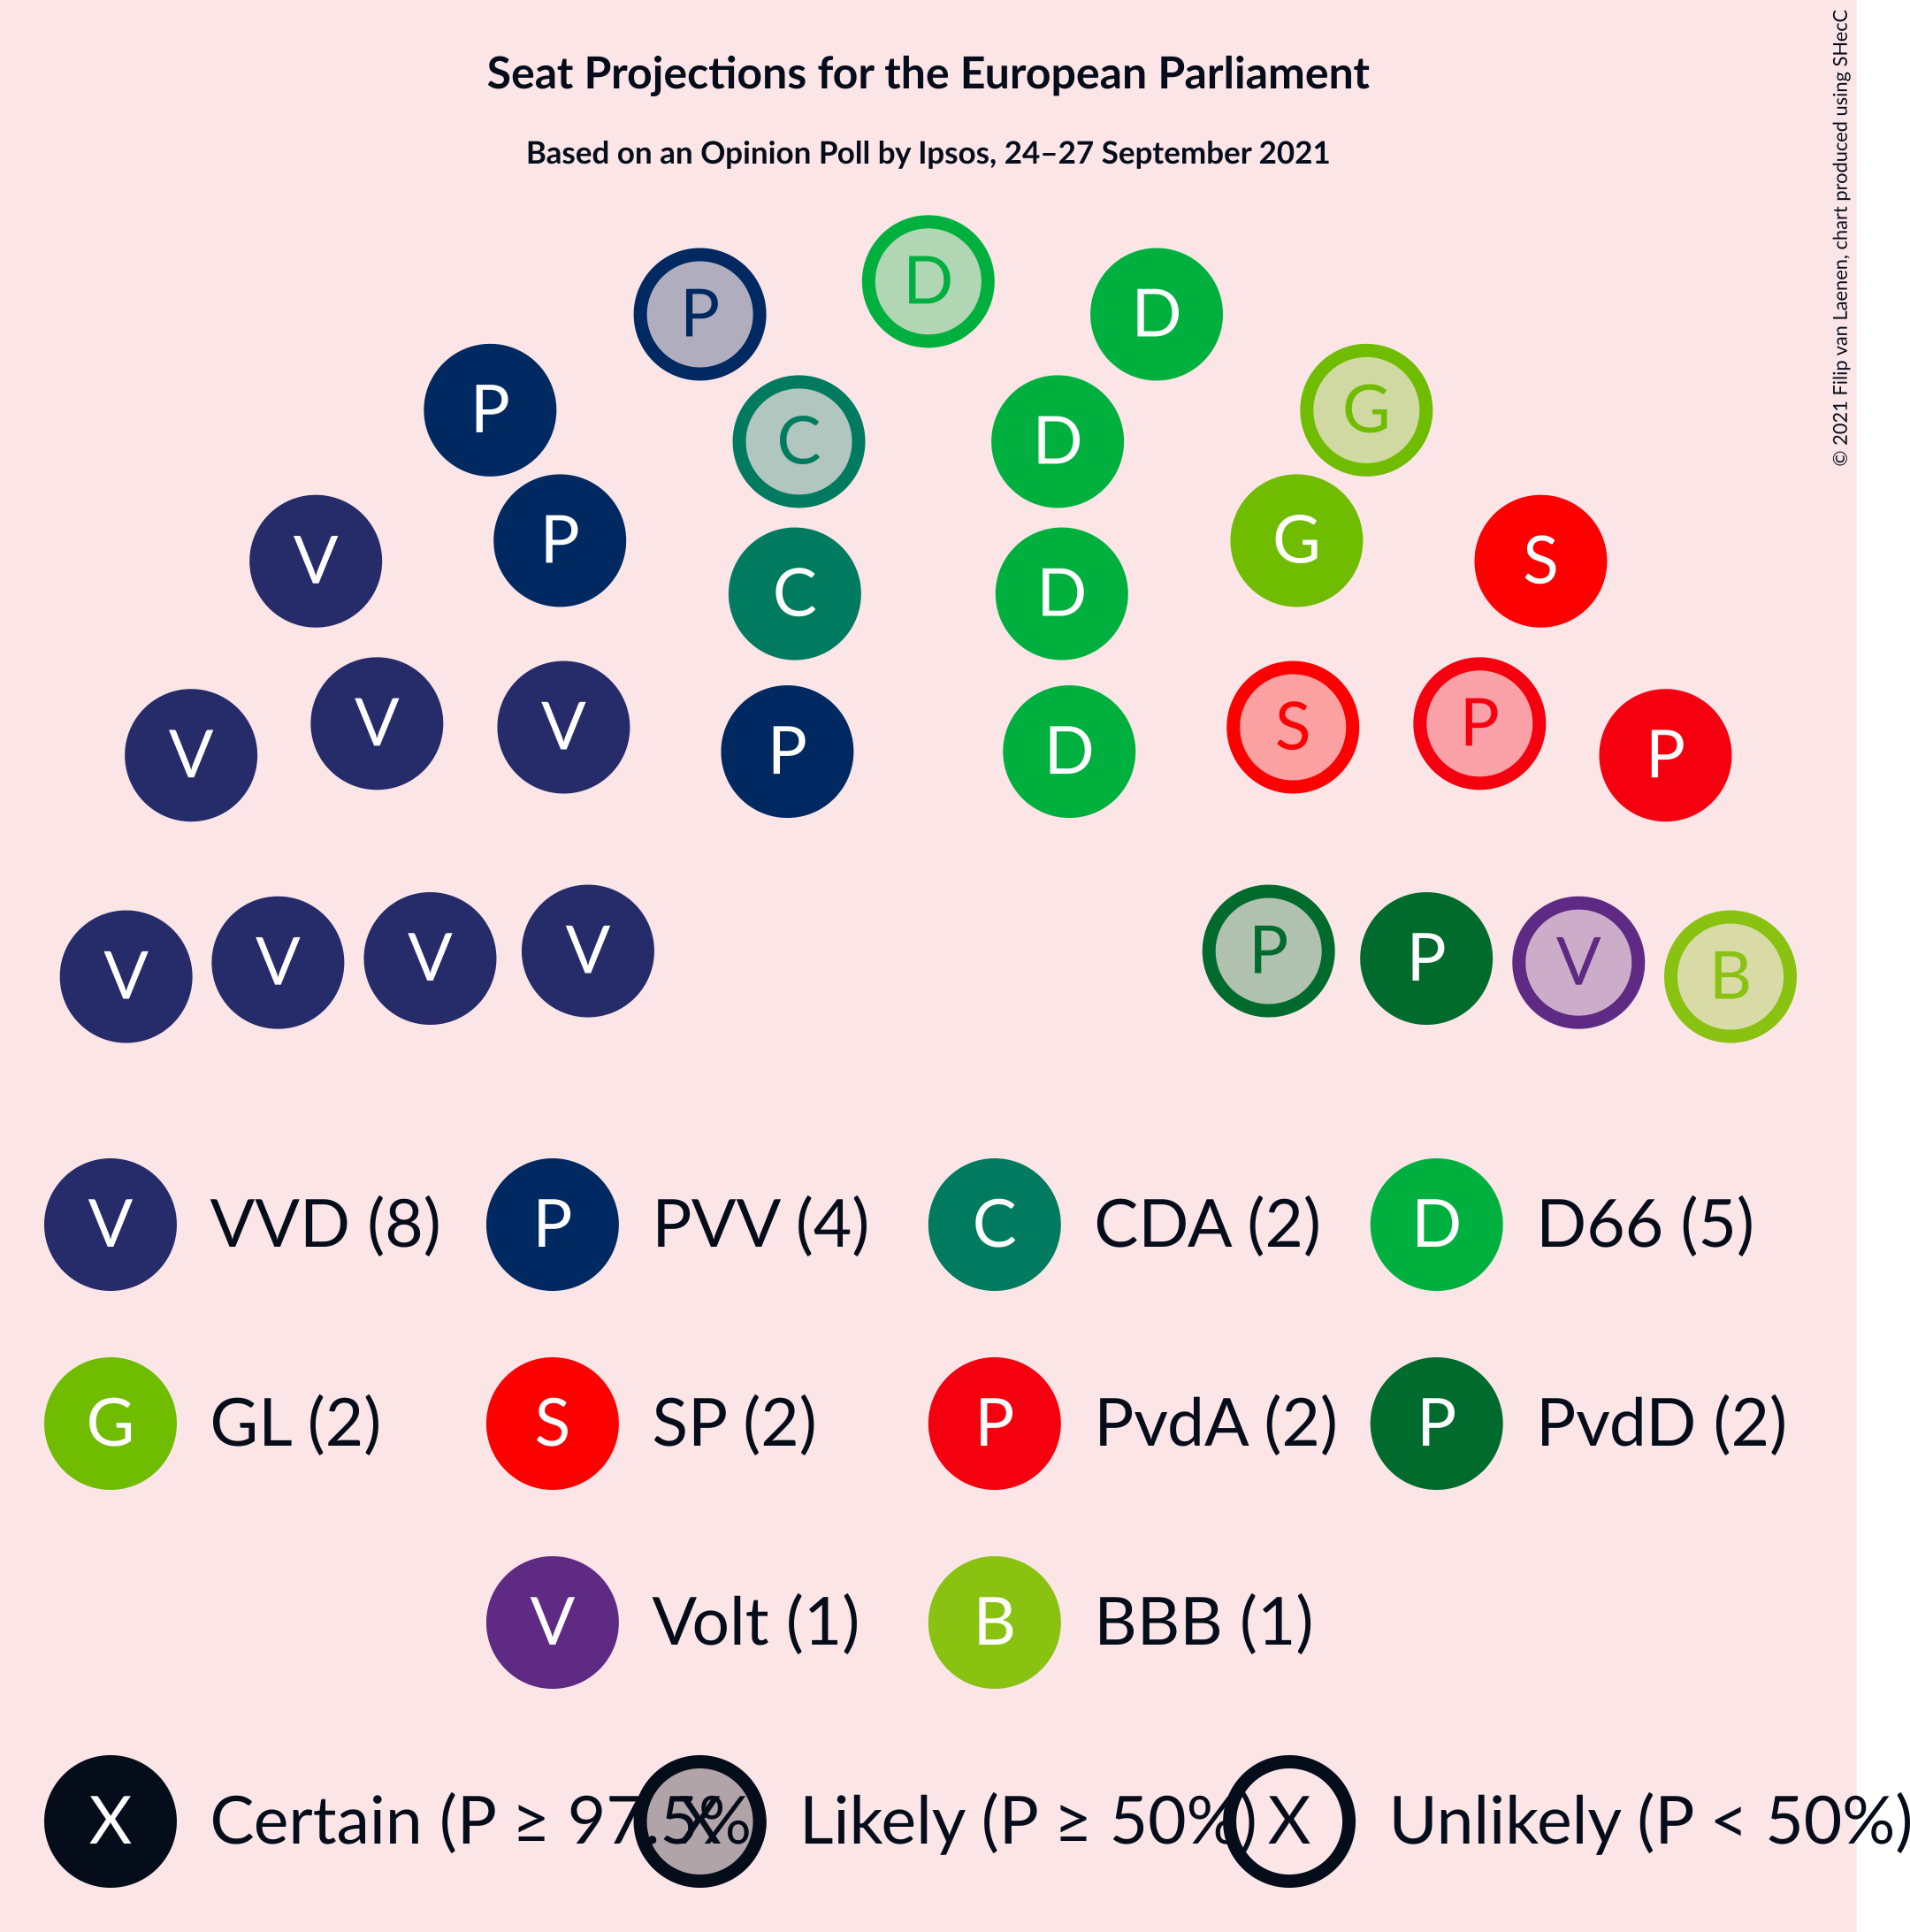 Seat Projections for the European Parliament
Based on an Opinion Poll by Ipsos, 24–27 September 2021
© 2021 Filip van Laenen, chart produced using SHecC
D
P D
P G
C D
P G
V S
C D
V V S P
V P D P
V V V V P P V B
V VVD (8) P PVV (4) C CDA (2) D D66 (5)
G GL (2) S SP (2) P PvdA (2) P PvdD (2)
V Volt (1) B BBB (1)
X Certain (P ≥ 97.5% X Likely (P ≥ 50%) X Unlikely (P < 50%)